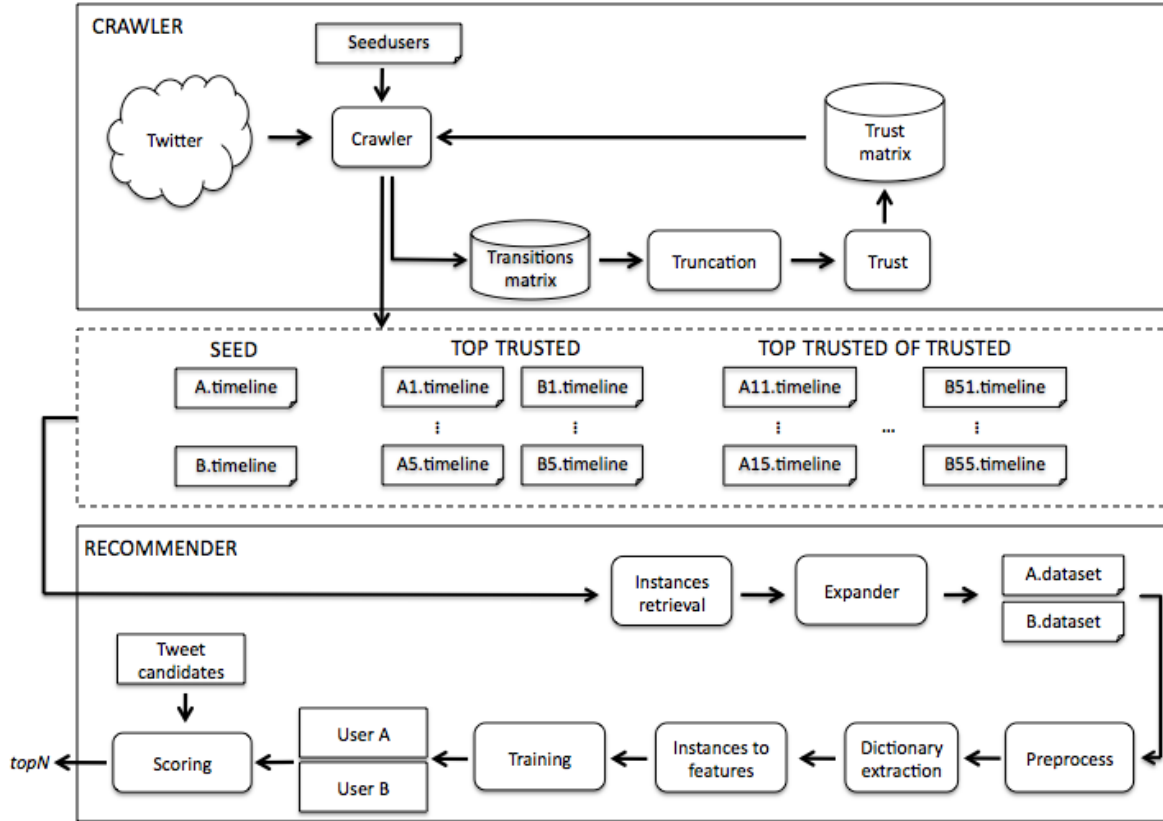 CRAWLER
Seedusers
Twitter
Crawler
Trust
matrix
Transitions
matrix
Truncation
Trust
SEED
TOP TRUSTED
TOP TRUSTED OF TRUSTED
A.timeline
A1.timeline
B1.timeline
A11.timeline
B51.timeline
⋮
⋮
⋮
...
⋮
B.timeline
A5.timeline
B5.timeline
A15.timeline
B55.timeline
RECOMMENDER
Instances
retrieval
Expander
A.dataset
B.dataset
Tweet
candidates
topN
Scoring
User A
User B
Training
Instances to
features
Dictionary
extraction
Preprocess